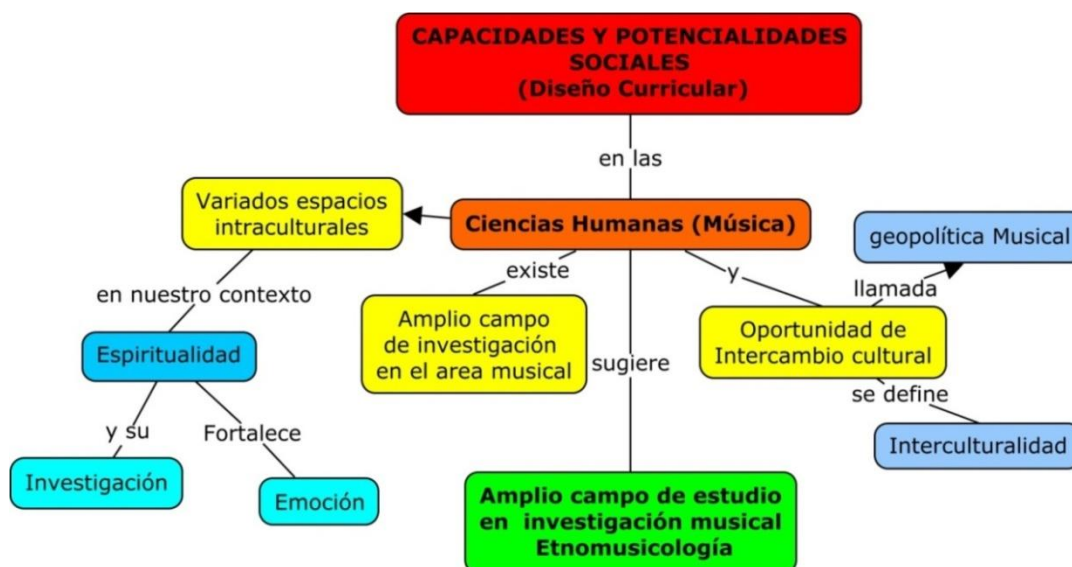 CAPACIDADES Y POTENCIALIDADES
SOCIALES
(Diseño Curricular)
en las
Variados espacios
intraculturales
Ciencias Humanas (Música)
geopolítica Musical
existe
y
llamada
en nuestro contexto
Amplio campo
de investigación
en el area musical
Oportunidad de
Intercambio cultural
Espiritualidad
sugiere
se define
y su
Fortalece
Interculturalidad
Investigación
Emoción
Amplio campo de estudio
en investigación musical
Etnomusicología